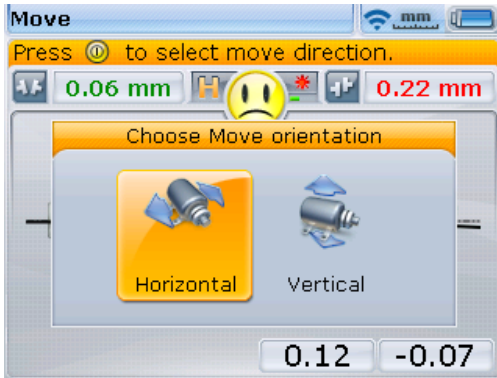 Move mm
Press to select move direction.
0.06 mm H 0.22 mm
Choose Move orientation
Horizontal Vertical
0.12 -0.07